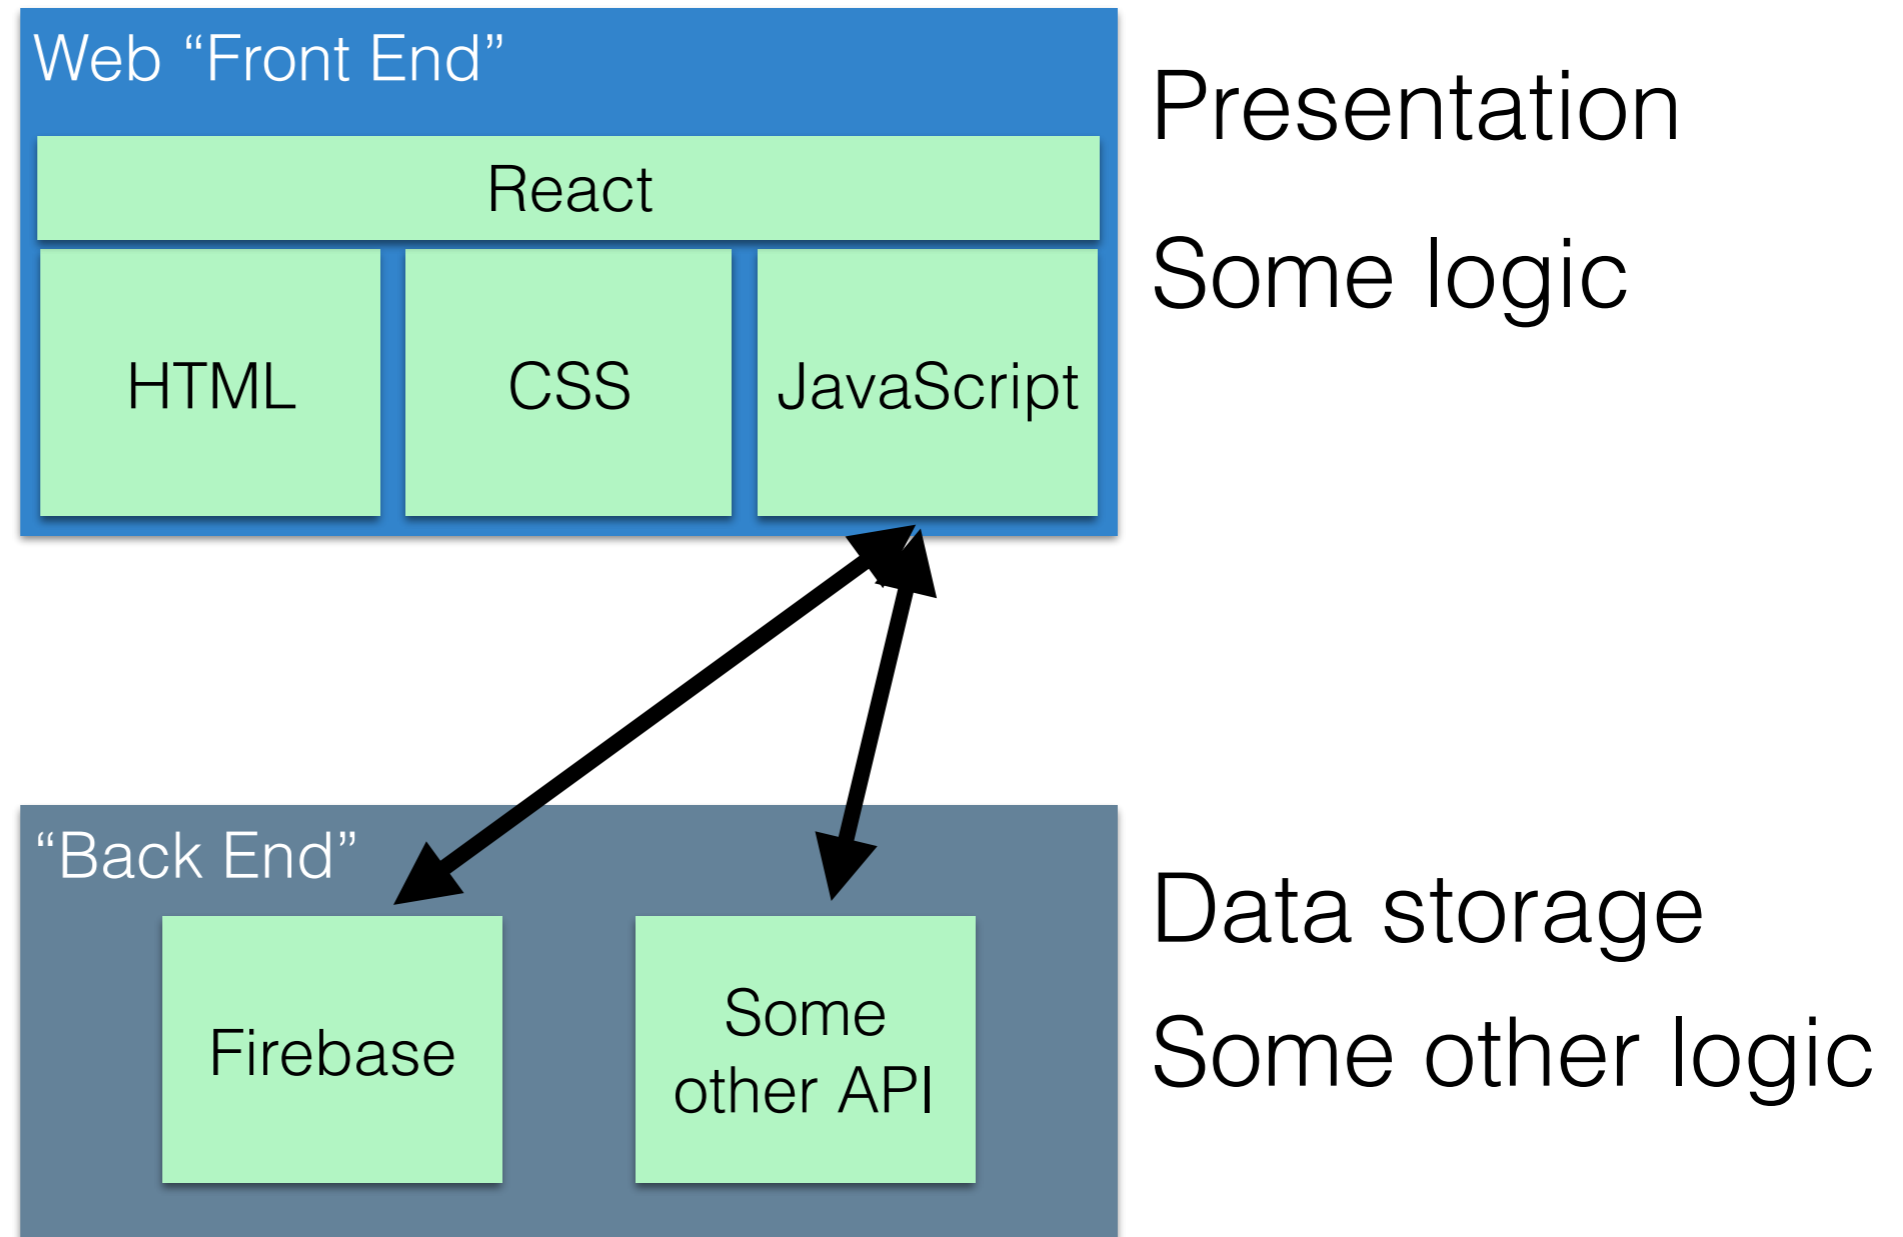 Web “Front End”
React
HTML
CSS
JavaScript
Presentation
Some logic
“Back End”
Firebase
Some
other API
Data storage
Some other logic